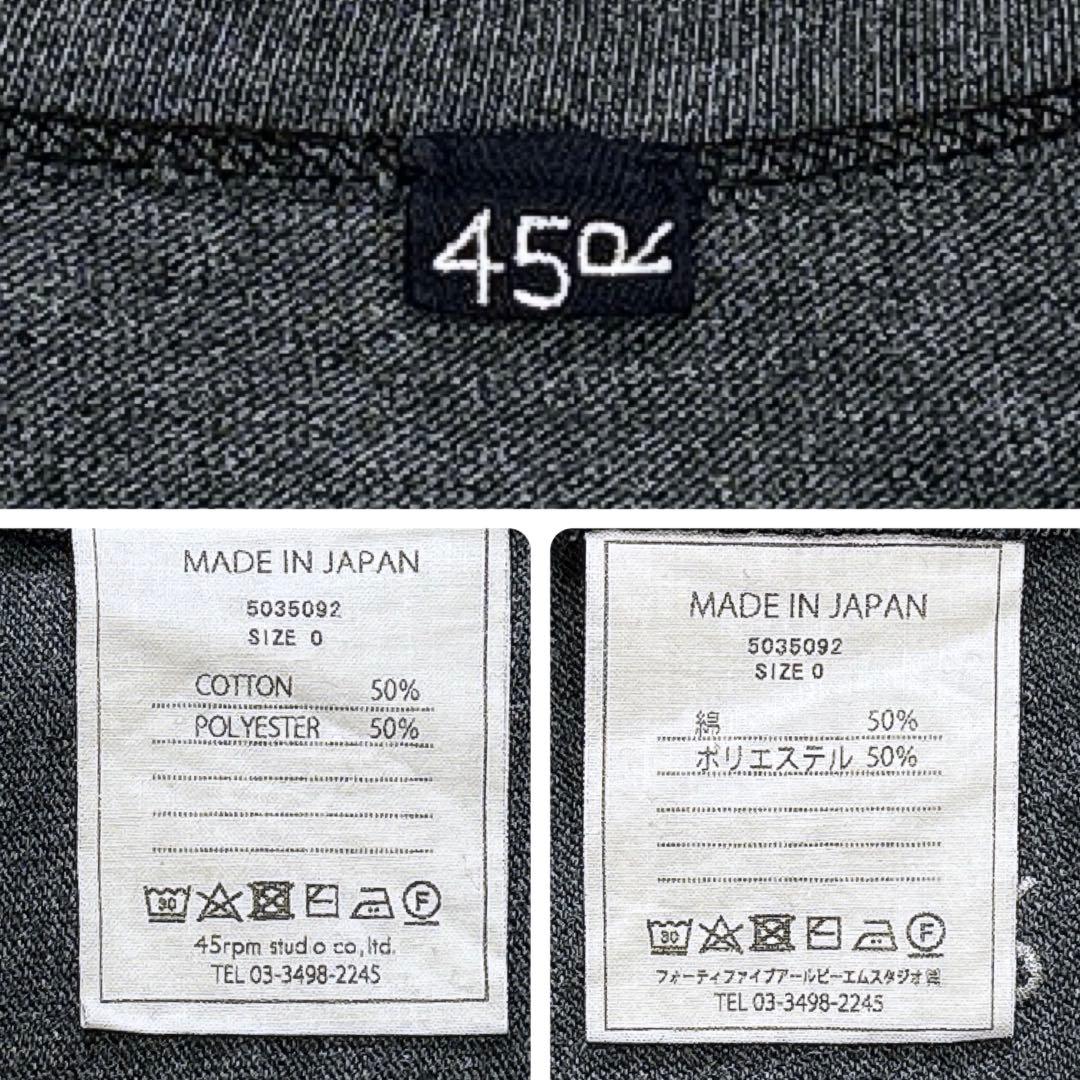 45R
MADE IN JAPAN
5035092
SIZE 0
COTTON 50%
POLYESTER 50%
30 F
45rpm stud o co,ltd.
TEL 03-3498-2245
MADE IN JAPAN
5035092
SIZE 0
綿 50%
ポリエステル 50%
30 F
フォーティファイブアールピーエムスタジオ㈱
TEL 03-3498-2245